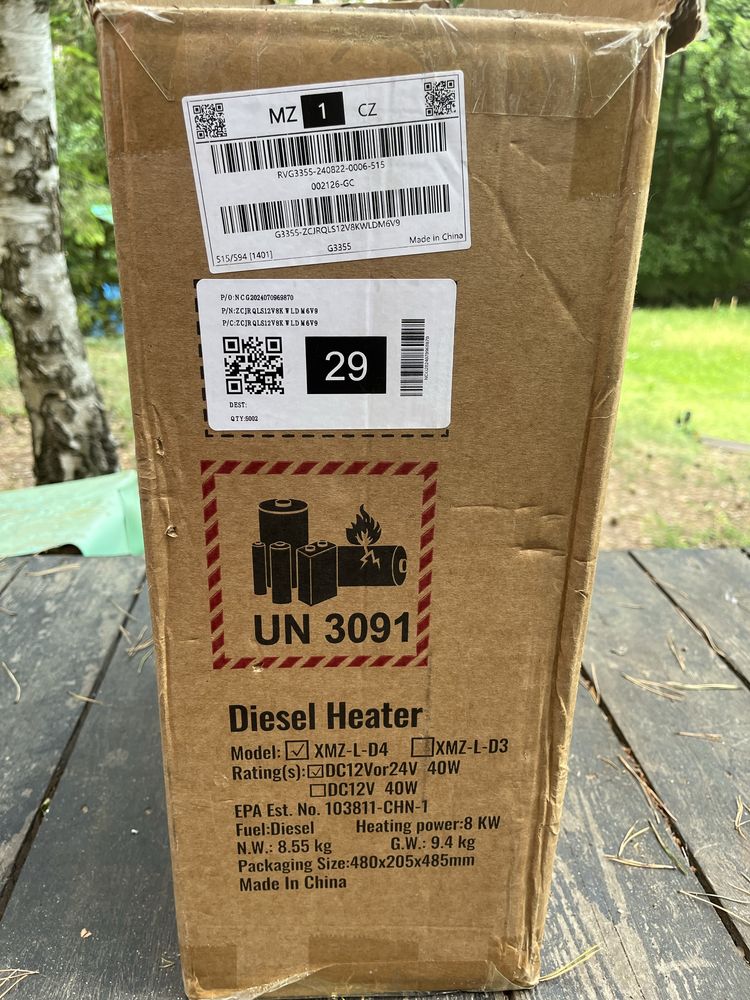 MZ 1 CZ
RVG3355-240822-0006-515
002126-GC
G3355-ZCJRQLS12V8KWLDM6V9
515/594 [1401] G3355 Made in China
P/O:NCG2024070969870
P/N:ZCJRQLS12V8KWLDM6V9
P/C:ZCJRQLS12V8KWLDM6V9
29
NCG2024070969870
DEST:
QTY:5002
UN 3091
Diesel Heater
Model: ☑ XMZ-L-D4 ☐XMZ-L-D3
Rating(s):☑DC12Vor24V 40W
☐DC12V 40W
EPA Est. No. 103811-CHN-1
Fuel:Diesel Heating power:8 KW
N.W.: 8.55 kg G.W.: 9.4 kg
Packaging Size:480x205x485mm
Made In China